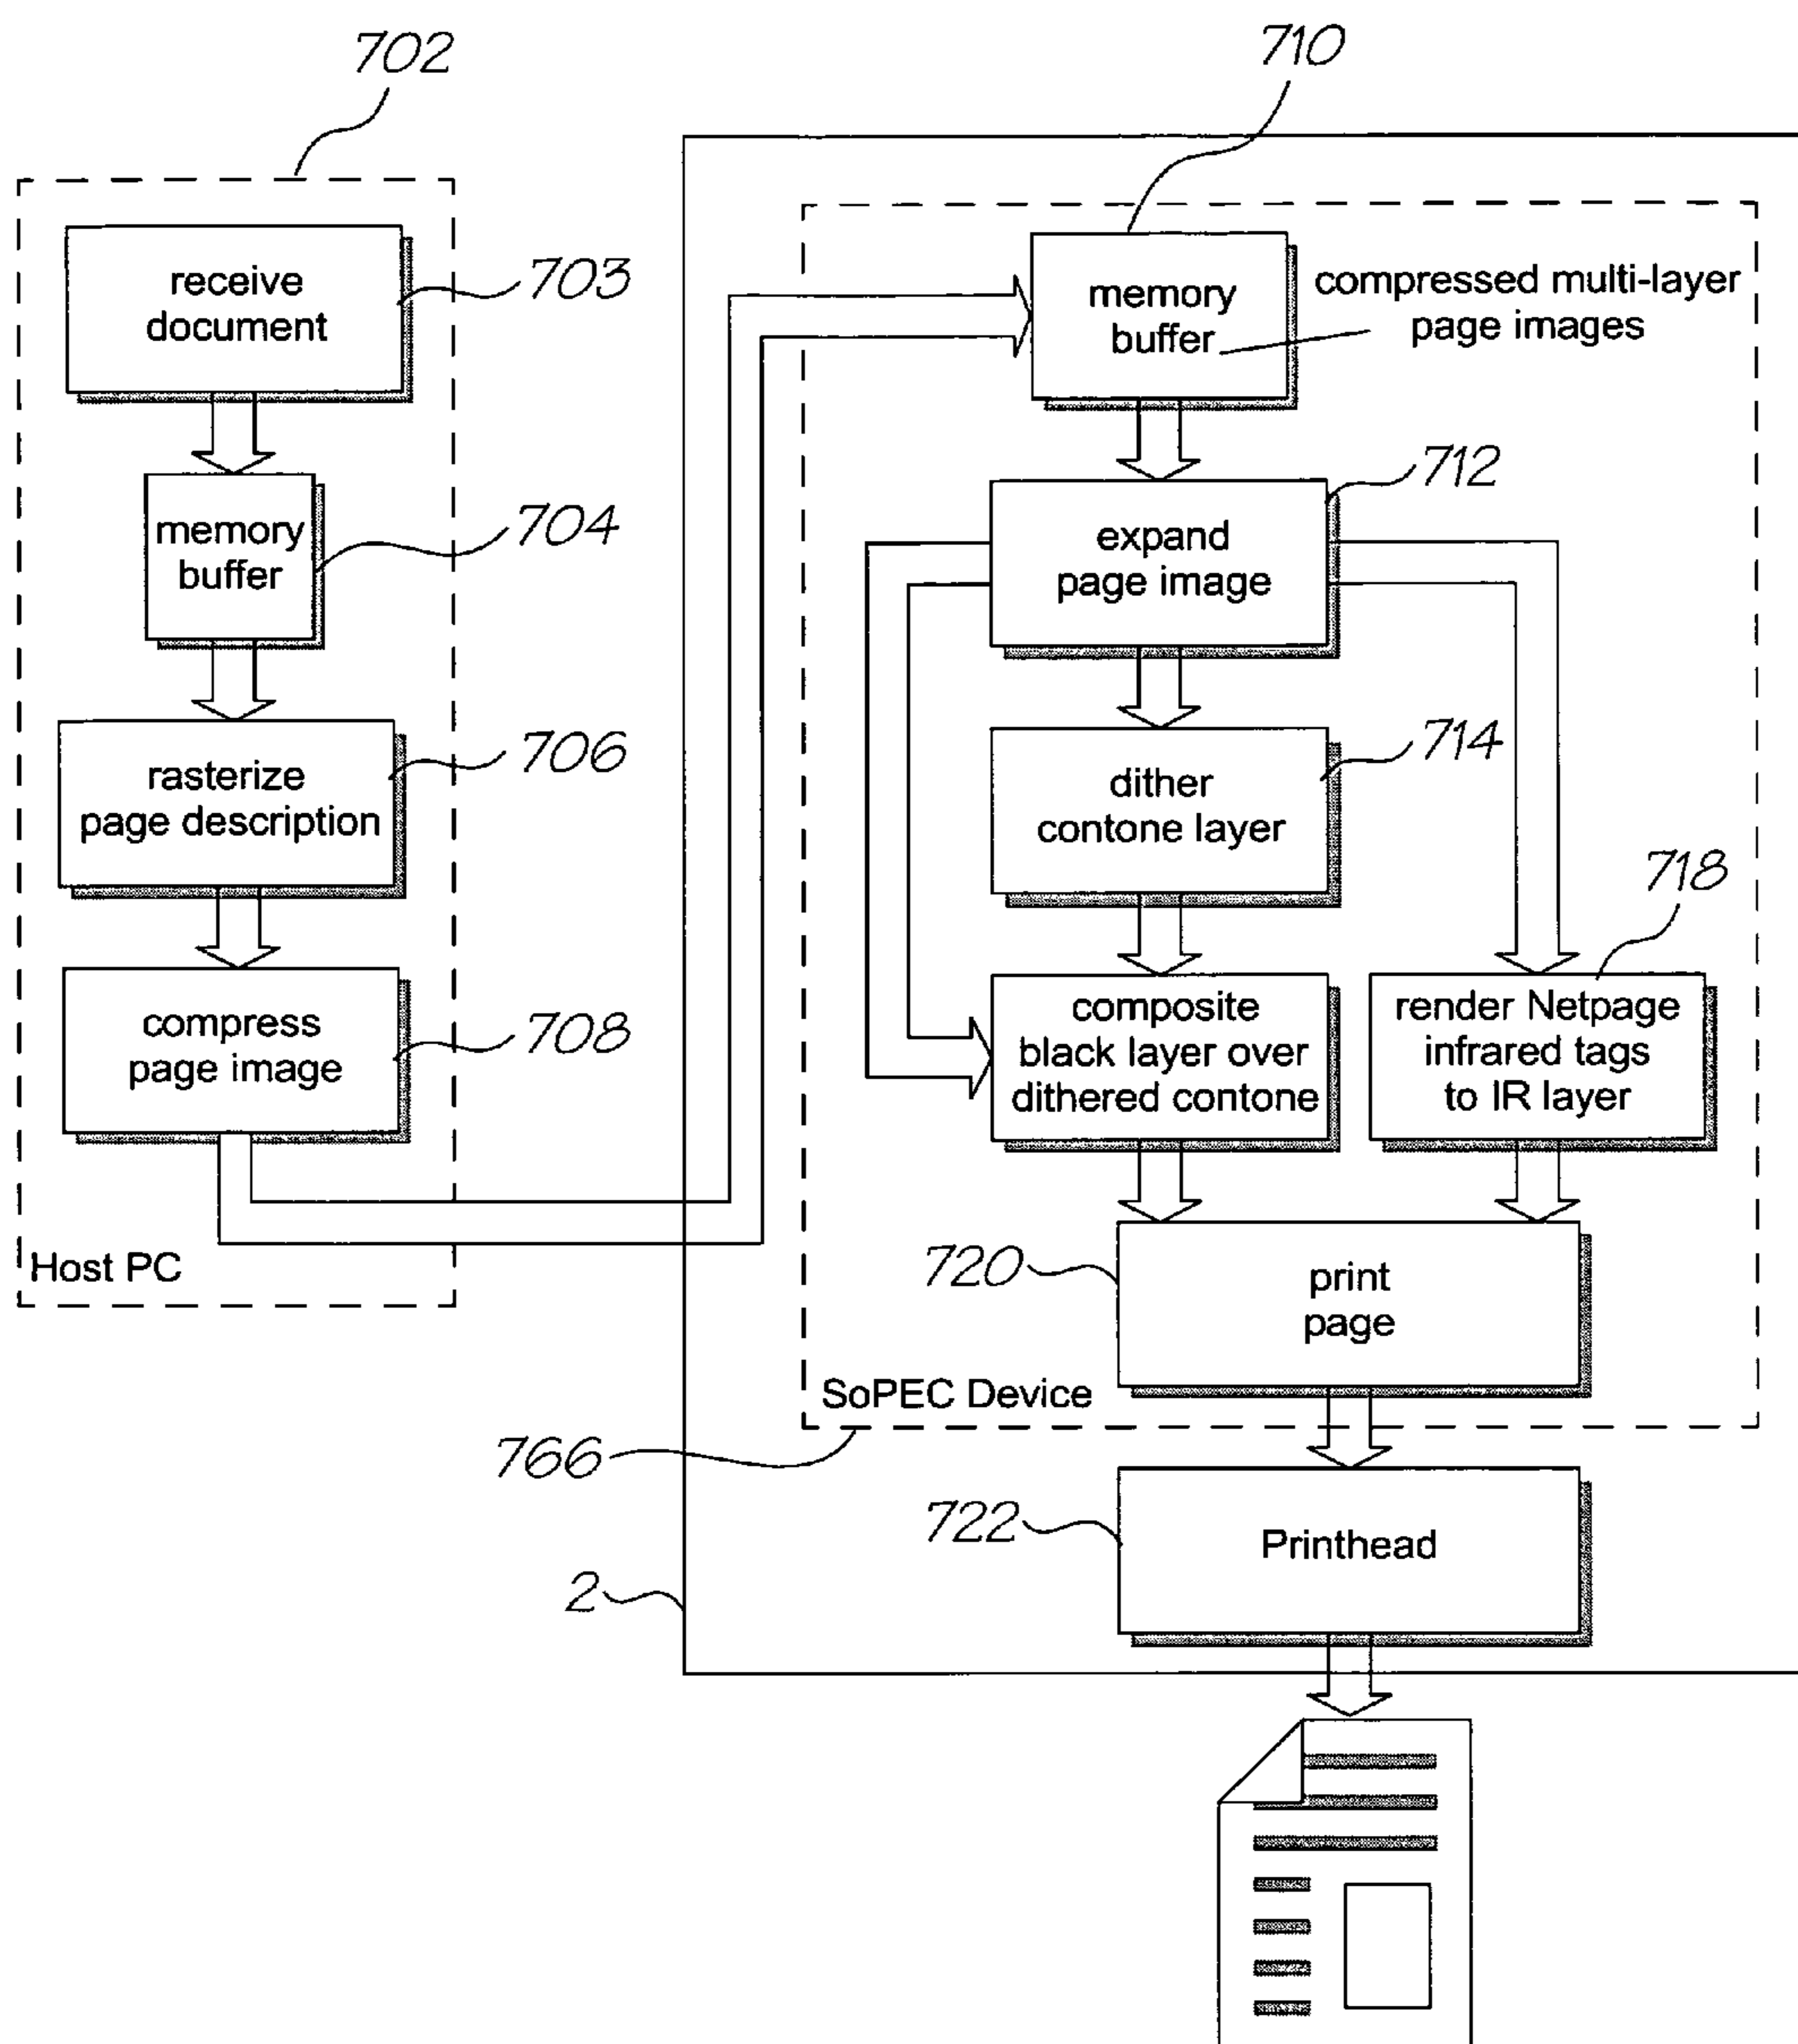 702
710
receive
document
703
memory
buffer
704
rasterize
page description
706
compress
page image
708
Host PC
memory
buffer
compressed multi-layer
page images
expand
page image
712
dither
contone layer
714
718
composite
black layer over
dithered contone
render Netpage
infrared tags
to IR layer
720
print
page
SoPEC Device
766
722
Printhead
2